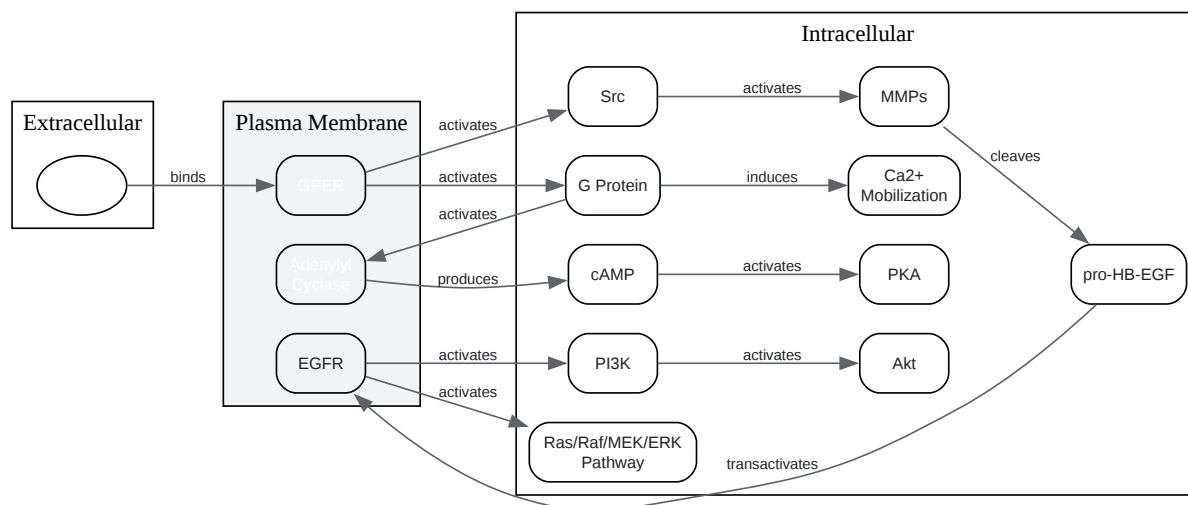 Intracellular
Extracellular
Plasma Membrane
binds
GPER
activates
Src
activates
MMPs
cleaves
activates
G Protein
induces
Ca2+
Mobilization
activates
Adenylyl
Cyclase
produces
cAMP
activates
PKA
pro-HB-EGF
EGFR
activates
PI3K
activates
Akt
activates
Ras/Raf/MEK/ERK
Pathway
transactivates